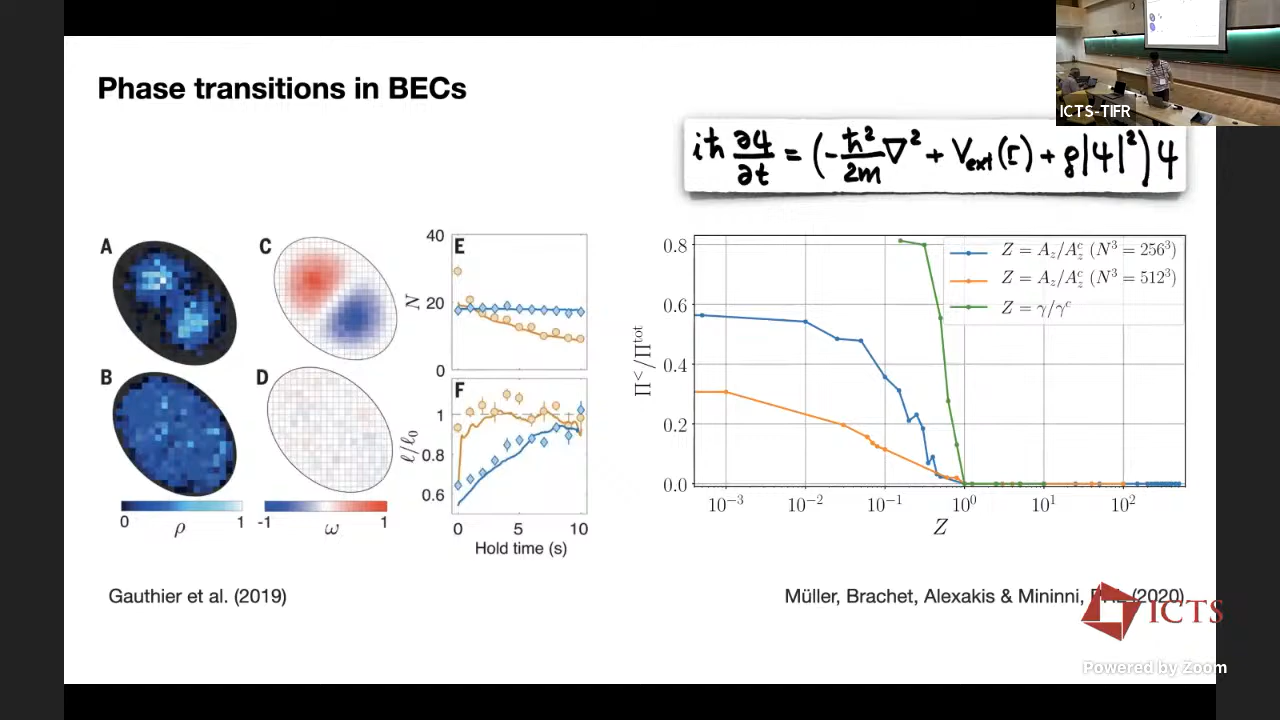 Phase transitions in BECs
ICTS-TIFR
iħ ∂ψ/∂t = (-ħ²/2m ∇² + V_ext(r) + g|ψ|²)ψ
A
B
0
1
ρ
C
D
-1
1
ω
E
40
20
0
N
F
1
0.8
0.6
ℓ/ℓ₀
0
5
10
Hold time (s)
0.8
0.6
0.4
0.2
0.0
Π^</Π^tot
Z = A_z/A_z^c (N³ = 256³)
Z = A_z/A_z^c (N³ = 512³)
Z = γ/γ^c
10⁻³
10⁻²
10⁻¹
10⁰
10¹
10²
Z
Gauthier et al. (2019)
Müller, Brachet, Alexakis & Mininni, (2020)
ICTS
Powered by Zoom